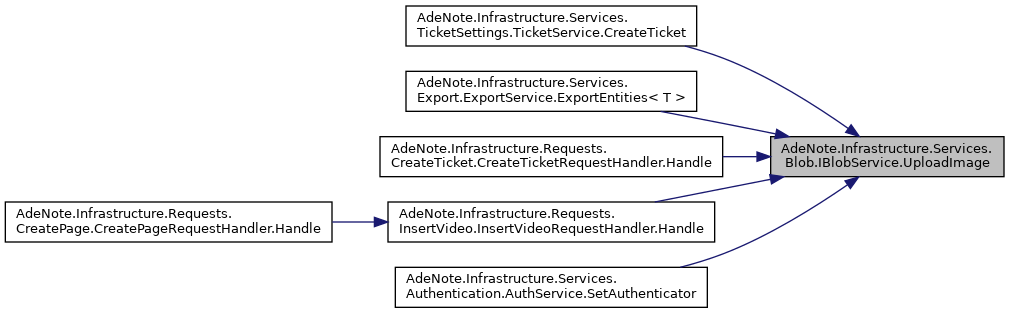 AdeNote.Infrastructure.Services.
TicketSettings.TicketService.CreateTicket
AdeNote.Infrastructure.Services.
Export.ExportService.ExportEntities< T >
AdeNote.Infrastructure.Requests.
CreateTicket.CreateTicketRequestHandler.Handle
AdeNote.Infrastructure.Services.
Blob.IBlobService.UploadImage
AdeNote.Infrastructure.Requests.
CreatePage.CreatePageRequestHandler.Handle
AdeNote.Infrastructure.Requests.
InsertVideo.InsertVideoRequestHandler.Handle
AdeNote.Infrastructure.Services.
Authentication.AuthService.SetAuthenticator